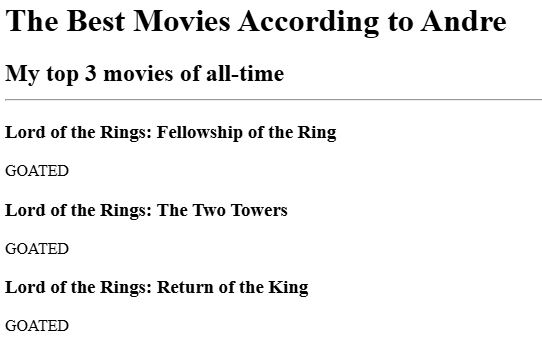 The Best Movies According to Andre
My top 3 movies of all-time
Lord of the Rings: Fellowship of the Ring
GOATED
Lord of the Rings: The Two Towers
GOATED
Lord of the Rings: Return of the King
GOATED